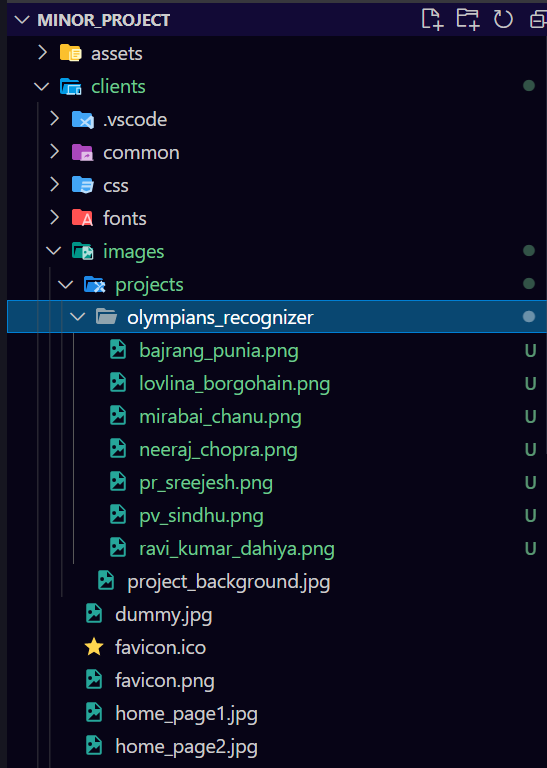 MINOR_PROJECT
assets
clients
.vscode
common
css
fonts
images
projects
olympians_recognizer
bajrang_punia.png U
lovlina_borgohain.png U
mirabai_chanu.png U
neeraj_chopra.png U
pr_sreejesh.png U
pv_sindhu.png U
ravi_kumar_dahiya.png U
project_background.jpg
dummy.jpg
favicon.ico
favicon.png
home_page1.jpg
home_page2.jpg